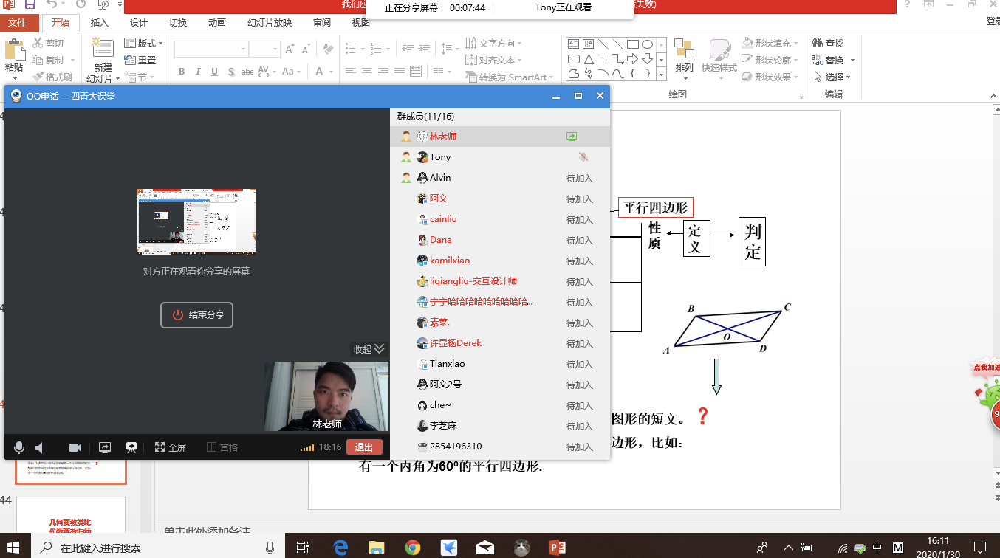 正在分享屏幕 00:07:44 Tony正在观看
我们应
失败)
文件 开始 插入 设计 切换 动画 幻灯片放映 审阅 视图 登录
粘贴
剪切
复制
格式刷
新建
幻灯片
版式
重置
节
文字方向
对齐文本
转换为 SmartArt
排列
快速样式
形状填充
形状轮廓
形状效果
绘图
查找
替换
选择
编辑
QQ电话 - 四青大课堂
对方正在观看你分享的屏幕
结束分享
收起
林老师
全屏
宫格
18:16
退出
群成员(11/16)
林老师
Tony
Alvin 待加入
阿文 待加入
cainliu 待加入
Dana 待加入
kamilxiao 待加入
liqiangliu-交互设计师 待加入
宁宁哈哈哈哈哈哈哈哈哈... 待加入
素菜. 待加入
许显杨Derek 待加入
Tianxiao 待加入
阿文2号 待加入
che~ 待加入
李芝麻 待加入
2854196310 待加入
平行四边形
性质
定义
判定
B
C
O
A
D
图形的短文。?
边形，比如：
有一个内角为60⁰的平行四边形.
点我加速
44
几何要教类比
单击此处添加备注
在此键入进行搜索
中
16:11
2020/1/30